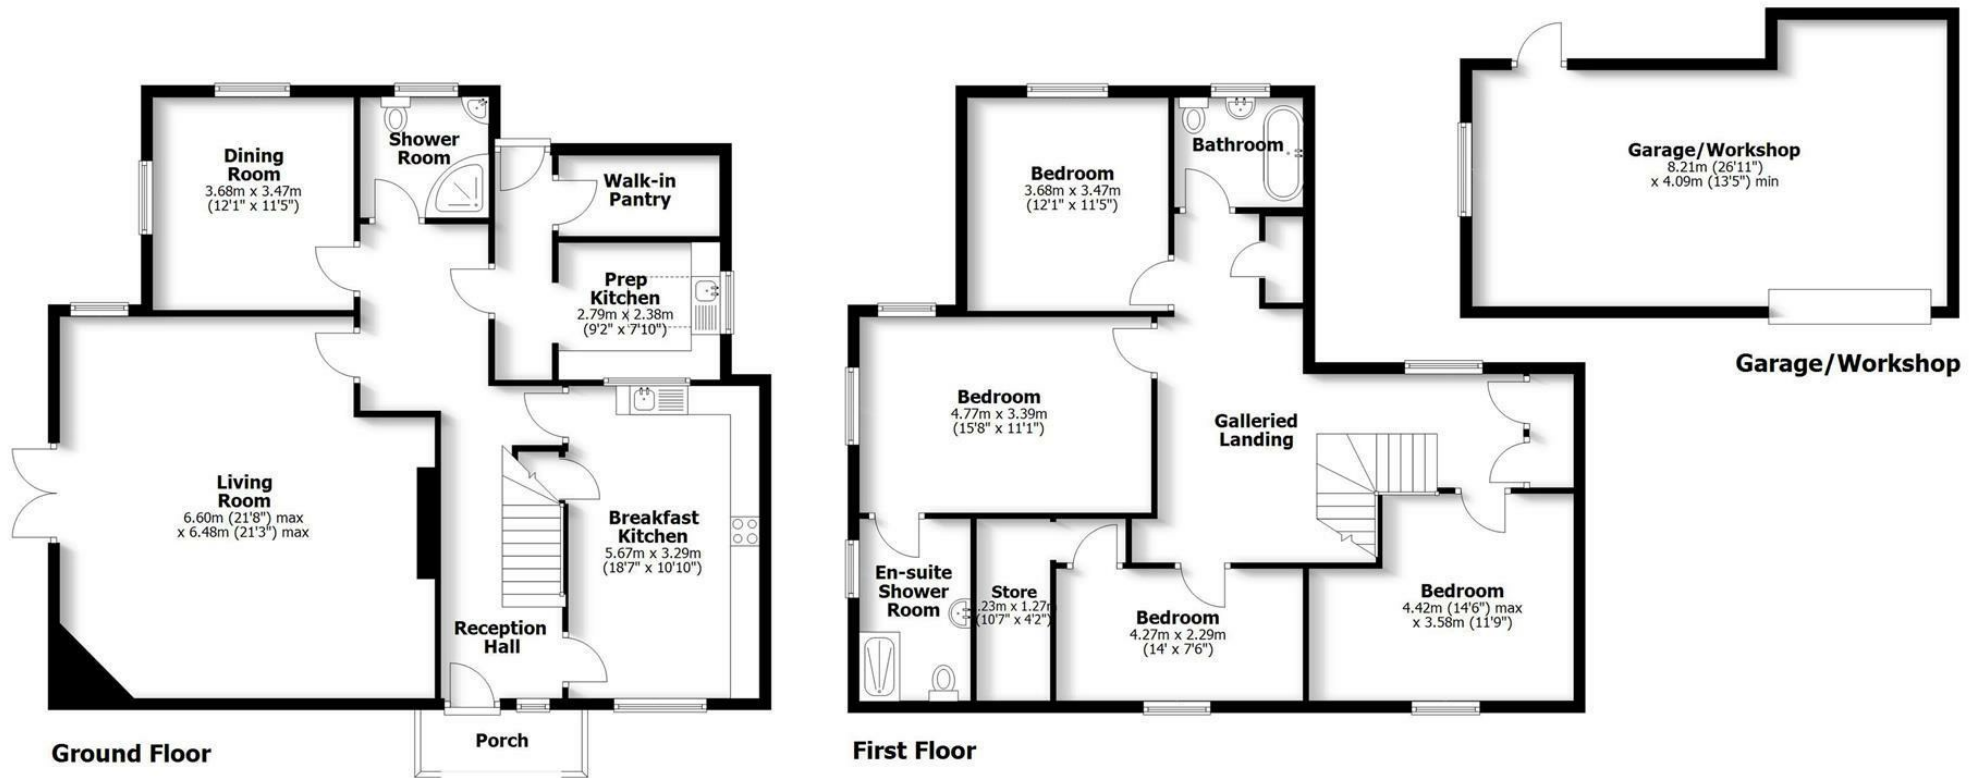 Dining
Room
3.68m x 3.47m
(12'1" x 11'5")
Shower
Room
Walk-in
Pantry
Prep
Kitchen
2.79m x 2.38m
(9'2" x 7'10")
Living
Room
6.60m (21'8") max
x 6.48m (21'3") max
Breakfast
Kitchen
5.67m x 3.29m
(18'7" x 10'10")
Reception
Hall
Porch
Ground Floor
Bedroom
3.68m x 3.47m
(12'1" x 11'5")
Bathroom
Bedroom
4.77m x 3.39m
(15'8" x 11'1")
Galleried
Landing
En-suite
Shower
Room
Store
.23m x 1.27m
(10'7" x 4'2")
Bedroom
4.27m x 2.29m
(14' x 7'6")
Bedroom
4.42m (14'6") max
x 3.58m (11'9")
First Floor
Garage/Workshop
8.21m (26'11")
x 4.09m (13'5") min
Garage/Workshop